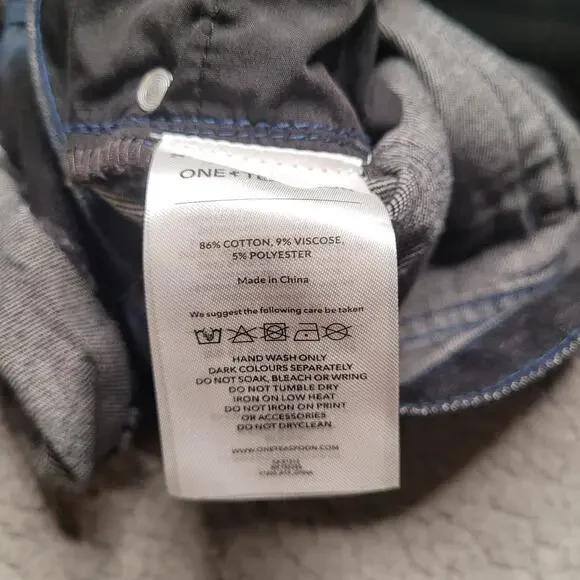 ONE
86% COTTON, 9% VISCOSE,
5% POLYESTER
Made in China
We suggest the following care be taken
HAND WASH ONLY
DARK COLOURS SEPARATELY
DO NOT SOAK, BLEACH OR WRING
DO NOT TUMBLE DRY
IRON ON LOW HEAT
DO NOT IRON ON PRINT
OR ACCESSORIES
DO NOT DRYCLEAN
WWW.ONETEASPOON.COM